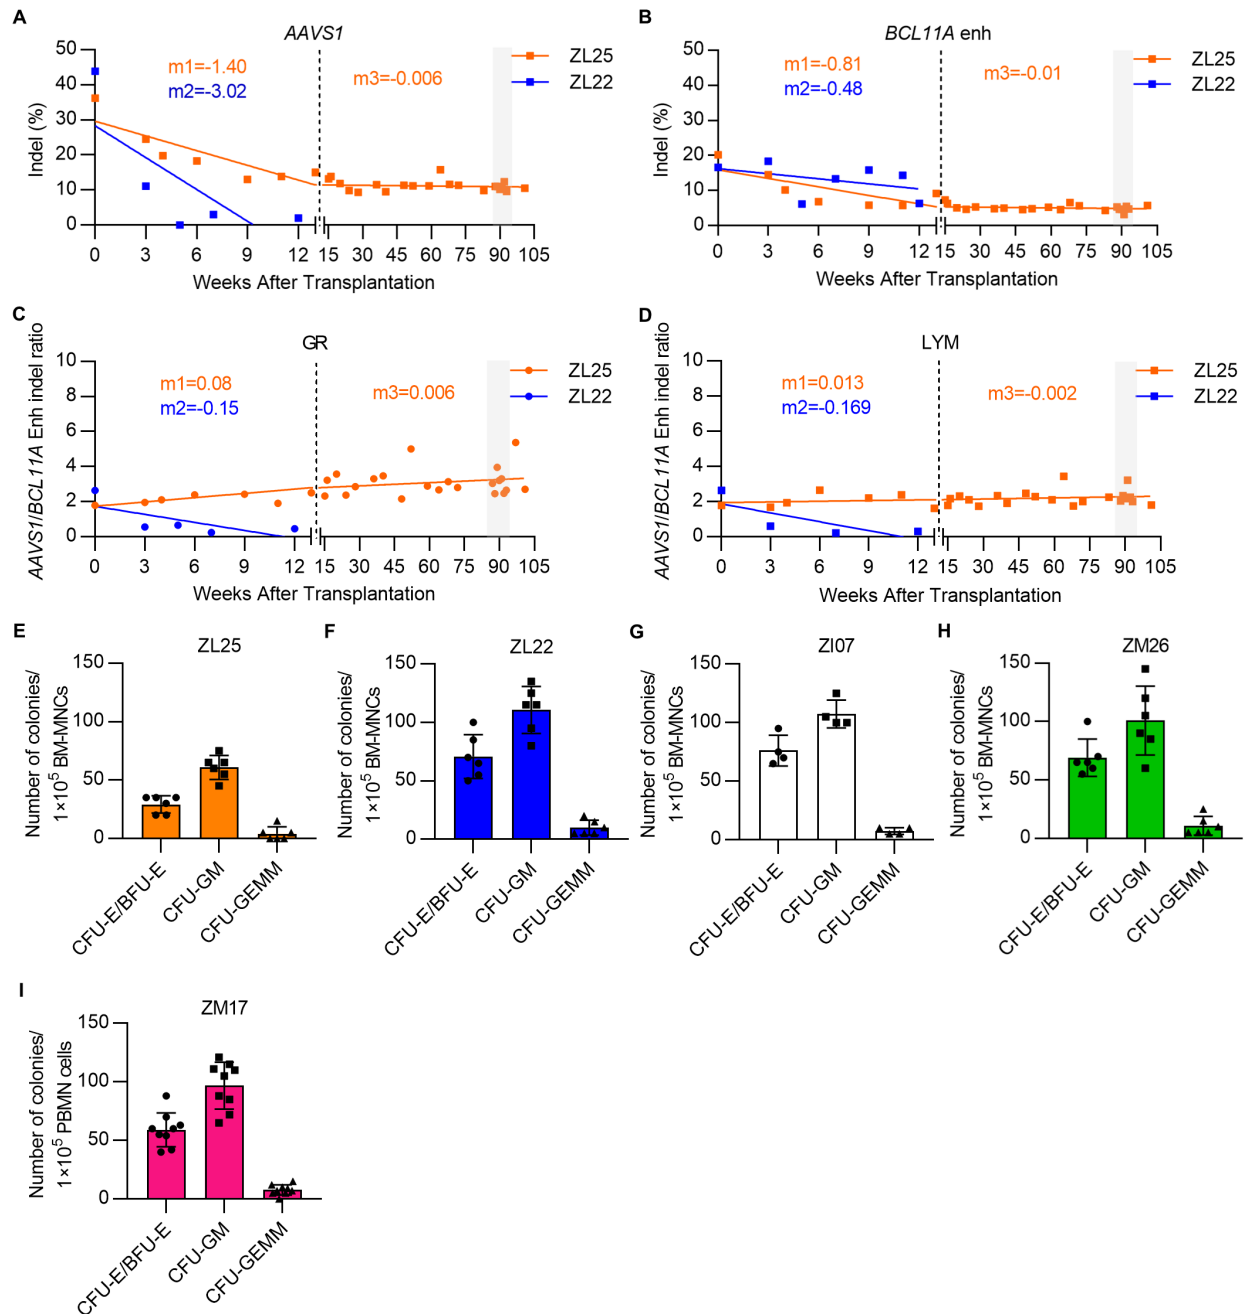 A
AAVS1
50
40
30
20
10
0
Indel (%)
m1=-1.40
m2=-3.02
m3=-0.006
ZL25
ZL22
0 3 6 9 12 15 30 45 60 75 90 105
Weeks After Transplantation
B
BCL11A enh
50
40
30
20
10
0
Indel (%)
m1=-0.81
m2=-0.48
m3=-0.01
ZL25
ZL22
0 3 6 9 12 15 30 45 60 75 90 105
Weeks After Transplantation
C
GR
10
8
6
4
2
0
AAVS1/BCL11A Enh indel ratio
m1=0.08
m2=-0.15
m3=0.006
ZL25
ZL22
0 3 6 9 12 15 30 45 60 75 90 105
Weeks After Transplantation
D
LYM
10
8
6
4
2
0
AAVS1/BCL11A Enh indel ratio
m1=0.013
m2=-0.169
m3=-0.002
ZL25
ZL22
0 3 6 9 12 15 30 45 60 75 90 105
Weeks After Transplantation
E
ZL25
150
100
50
0
Number of colonies/
1×10⁵ BM-MNCs
CFU-E/BFU-E
CFU-GM
CFU-GEMM
F
ZL22
150
100
50
0
Number of colonies/
1×10⁵ BM-MNCs
CFU-E/BFU-E
CFU-GM
CFU-GEMM
G
ZI07
150
100
50
0
Number of colonies/
1×10⁵ BM-MNCs
CFU-E/BFU-E
CFU-GM
CFU-GEMM
H
ZM26
150
100
50
0
Number of colonies/
1×10⁵ BM-MNCs
CFU-E/BFU-E
CFU-GM
CFU-GEMM
I
ZM17
150
100
50
0
Number of colonies/
1×10⁵ PBMN cells
CFU-E/BFU-E
CFU-GM
CFU-GEMM